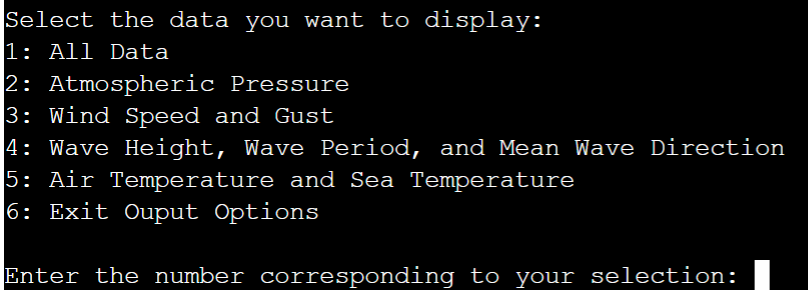 Select the data you want to display:
1: All Data
2: Atmospheric Pressure
3: Wind Speed and Gust
4: Wave Height, Wave Period, and Mean Wave Direction
5: Air Temperature and Sea Temperature
6: Exit Ouput Options
Enter the number corresponding to your selection: